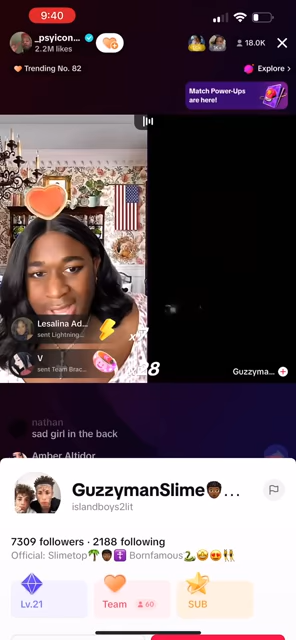 9:40
_psyicon...
2.2M likes
18.0K
Trending No. 82
Explore >
Match Power-Ups
are here!
Lesalina Ad...
sent Lightning...
V
sent Team Brac...
28
Guzzyma...
nathan
sad girl in the back
Amber Altidor
GuzzymanSlime...
islandboys2lit
7309 followers · 2188 following
Official: Slimetop🌴 Bornfamous🐍
Lv.21
Team
60
SUB